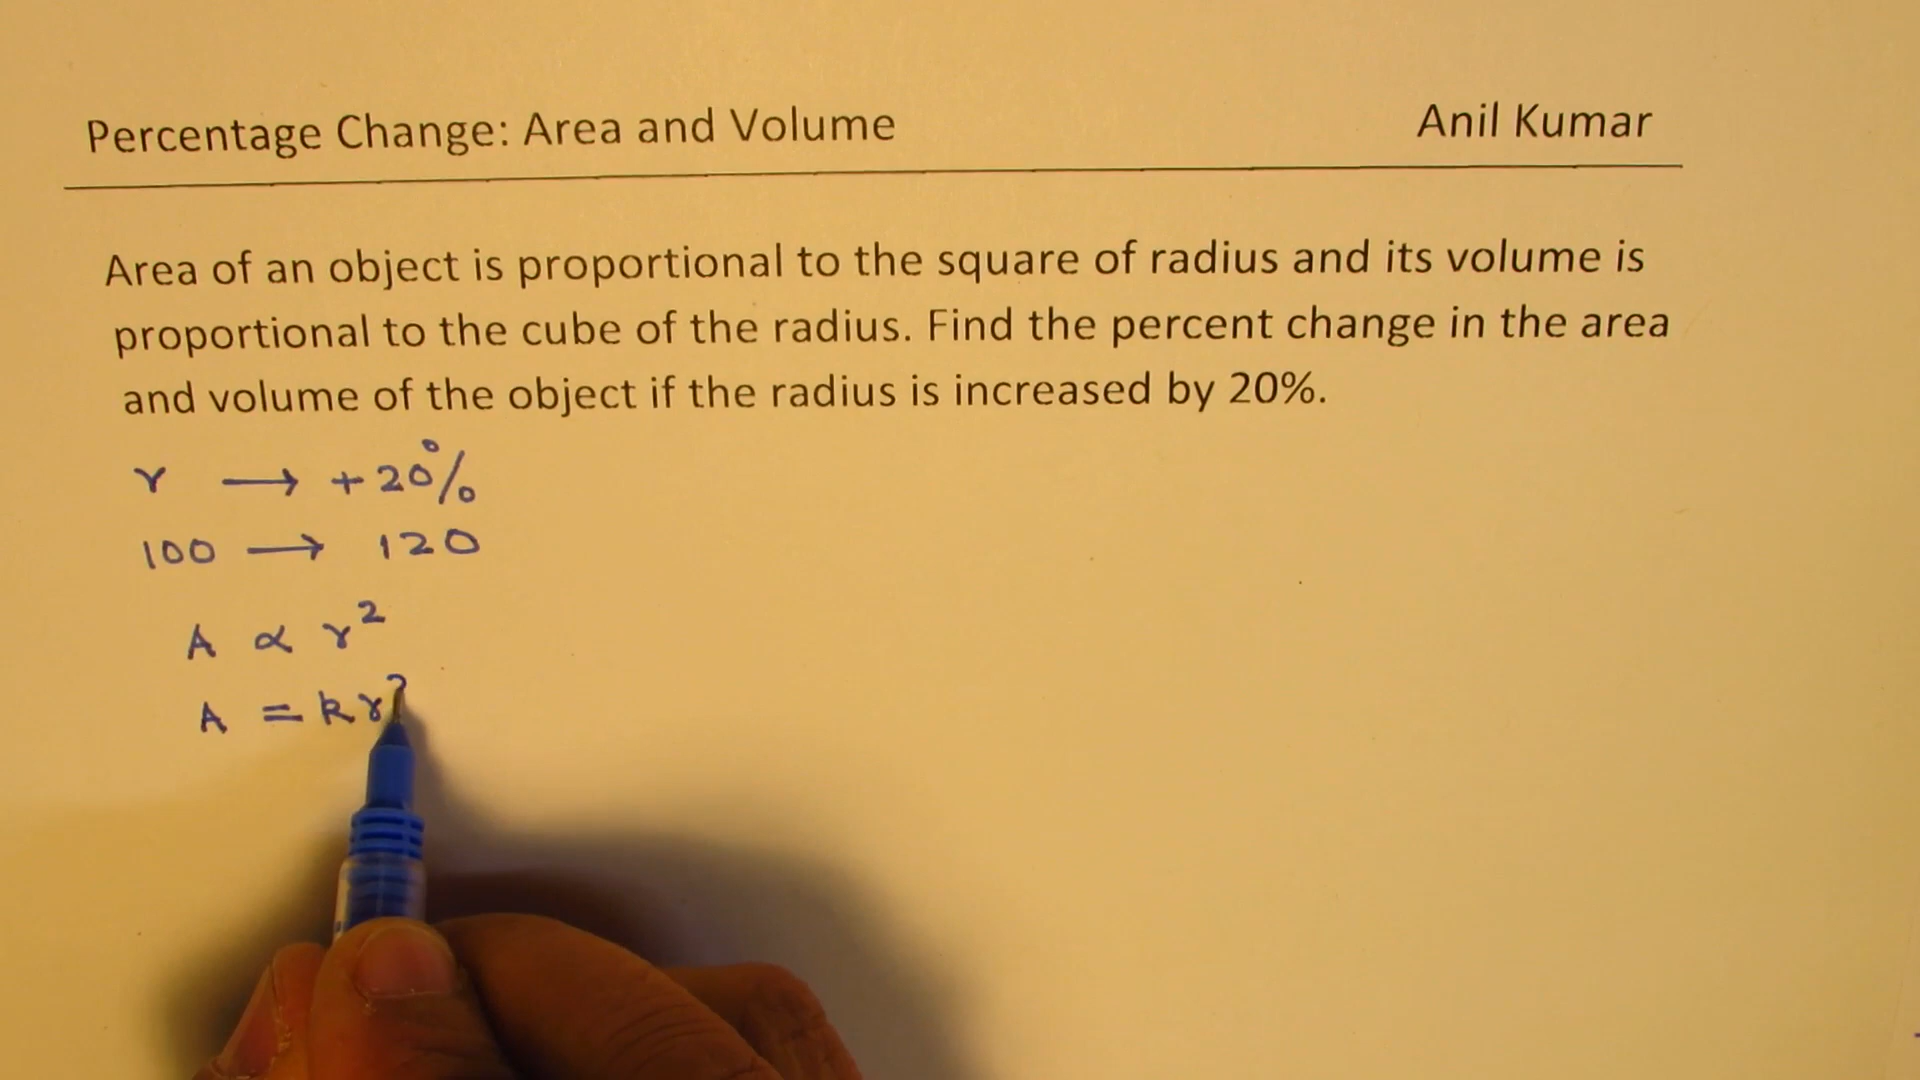 Percentage Change: Area and Volume Anil Kumar
Area of an object is proportional to the square of radius and its volume is
proportional to the cube of the radius. Find the percent change in the area
and volume of the object if the radius is increased by 20%.
r → +20%
100 → 120
A ∝ r²
A = kr²